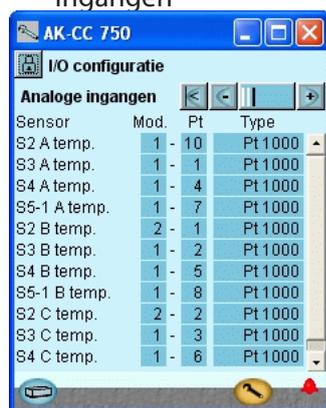 ingangen
AK-CC 750
I/O configuratie
Analoge ingangen
Sensor Mod. Pt Type
S2 A temp. 1 - 10 Pt 1000
S3 A temp. 1 - 1 Pt 1000
S4 A temp. 1 - 4 Pt 1000
S5-1 A temp. 1 - 7 Pt 1000
S2 B temp. 2 - 1 Pt 1000
S3 B temp. 1 - 2 Pt 1000
S4 B temp. 1 - 5 Pt 1000
S5-1 B temp. 1 - 8 Pt 1000
S2 C temp. 2 - 2 Pt 1000
S3 C temp. 1 - 3 Pt 1000
S4 C temp. 1 - 6 Pt 1000